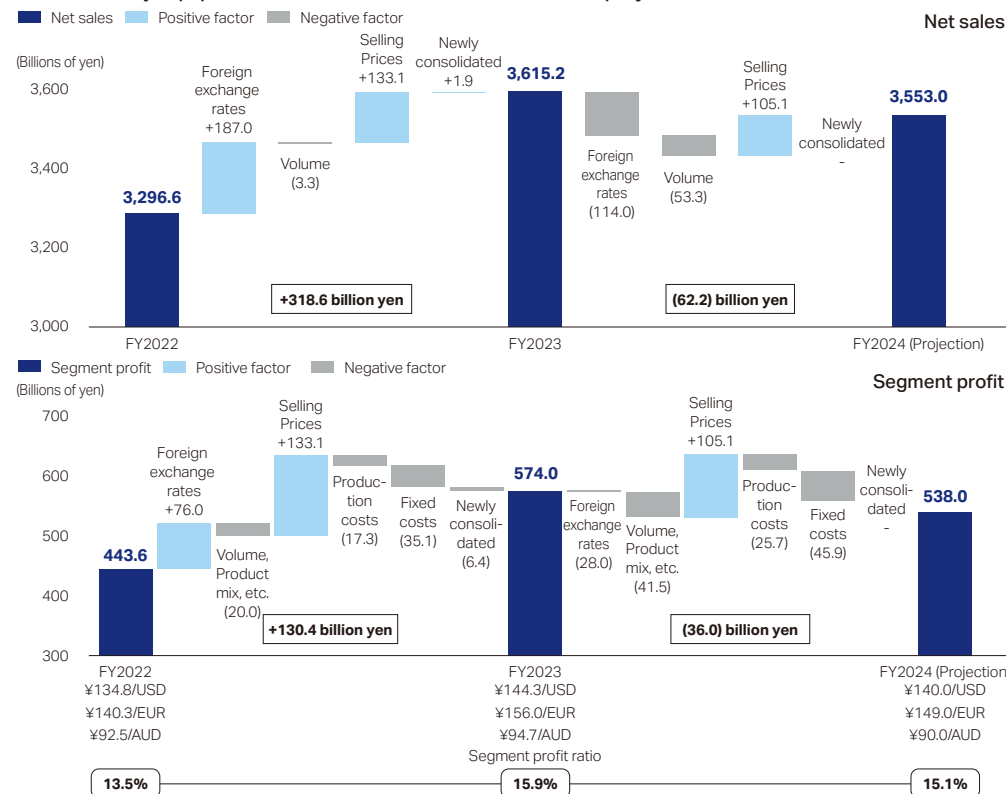 Net sales Positive factor Negative factor
Net sales
(Billions of yen)
3,600
3,400
3,200
3,000
3,296.6
Foreign
exchange
rates
+187.0
Volume
(3.3)
Selling
Prices
+133.1
Newly
consolidated
+1.9
3,615.2
Foreign
exchange
rates
(114.0)
Volume
(53.3)
Selling
Prices
+105.1
Newly
consolidated
-
3,553.0
+318.6 billion yen
(62.2) billion yen
FY2022
FY2023
FY2024 (Projection)
Segment profit Positive factor Negative factor
Segment profit
(Billions of yen)
700
600
500
400
300
443.6
Foreign
exchange
rates
+76.0
Volume,
Product
mix, etc.
(20.0)
Selling
Prices
+133.1
Produc-
tion
costs
(17.3)
Fixed
costs
(35.1)
Newly
consoli-
dated
(6.4)
574.0
Foreign
exchange
rates
(28.0)
Volume,
Product
mix, etc.
(41.5)
Selling
Prices
+105.1
Produc-
tion
costs
(25.7)
Fixed
costs
(45.9)
Newly
consoli-
dated
-
538.0
+130.4 billion yen
(36.0) billion yen
FY2022
¥134.8/USD
¥140.3/EUR
¥92.5/AUD
FY2023
¥144.3/USD
¥156.0/EUR
¥94.7/AUD
FY2024 (Projection
¥140.0/USD
¥149.0/EUR
¥90.0/AUD
Segment profit ratio
13.5%
15.9%
15.1%